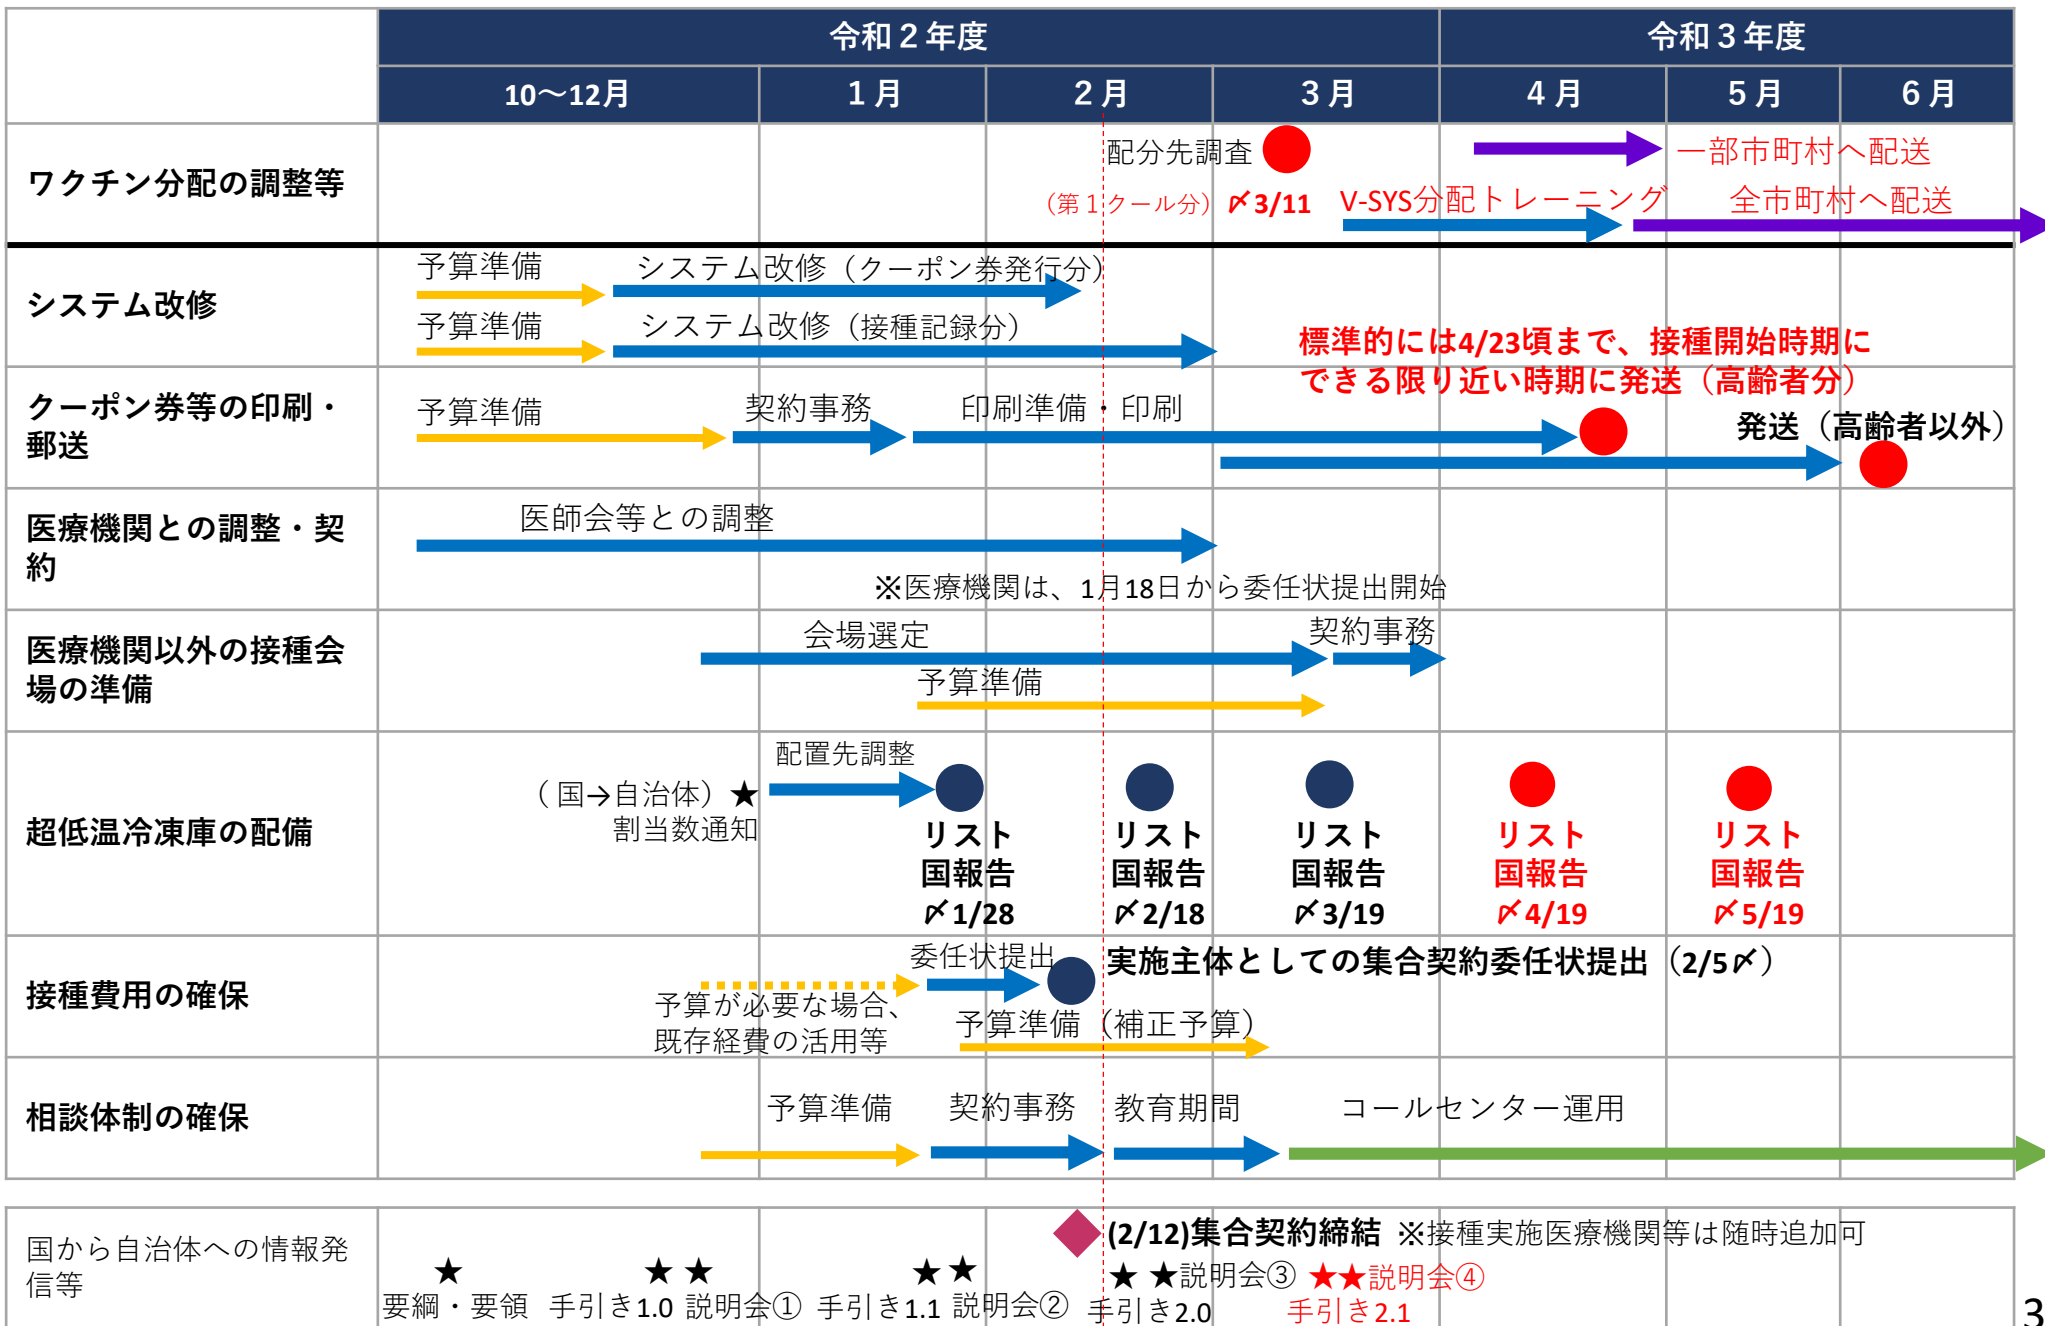 令和２年度
令和３年度
10～12月
１月
２月
３月
４月
５月
６月
ワクチン分配の調整等
配分先調査
（第１クール分）〆3/11
V-SYS分配トレーニング
一部市町村へ配送
全市町村へ配送
システム改修
予算準備
システム改修（クーポン券発行分）
予算準備
システム改修（接種記録分）
クーポン券等の印刷・
郵送
予算準備
契約事務
印刷準備・印刷
標準的には4/23頃まで、接種開始時期に
できる限り近い時期に発送（高齢者分）
発送（高齢者以外）
医療機関との調整・契
約
医師会等との調整
※医療機関は、1月18日から委任状提出開始
医療機関以外の接種会
場の準備
会場選定
契約事務
予算準備
超低温冷凍庫の配備
（国→自治体）★
割当数通知
配置先調整
リスト
国報告
〆1/28
リスト
国報告
〆2/18
リスト
国報告
〆3/19
リスト
国報告
〆4/19
リスト
国報告
〆5/19
接種費用の確保
予算が必要な場合、
既存経費の活用等
委任状提出
実施主体としての集合契約委任状提出（2/5〆）
予算準備（補正予算）
相談体制の確保
予算準備
契約事務
教育期間
コールセンター運用
国から自治体への情報発
信等
(2/12)集合契約締結 ※接種実施医療機関等は随時追加可
★
★ ★
★ ★
★ ★説明会③
★★説明会④
要綱・要領
手引き1.0
説明会①
手引き1.1
説明会②
手引き2.0
手引き2.1
3